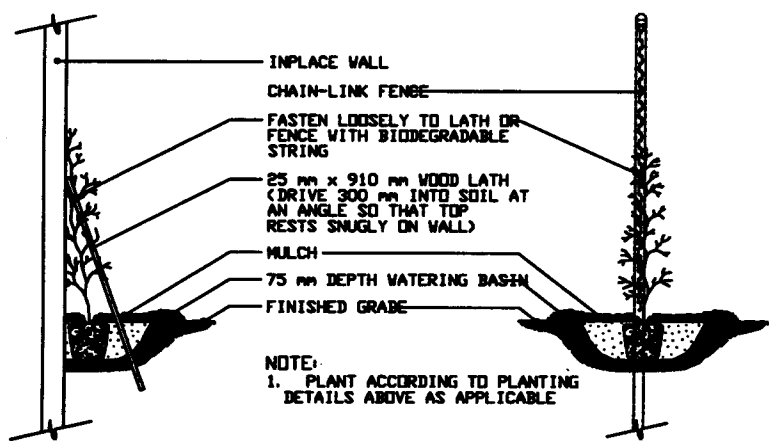 INPLACE WALL
CHAIN-LINK FENCE
FASTEN LOOSELY TO LATH OR
FENCE WITH BIODEGRADABLE
STRING
25 mm x 910 mm WOOD LATH
(DRIVE 300 mm INTO SOIL AT
AN ANGLE SO THAT TOP
RESTS SNUGLY ON WALL)
MULCH
75 mm DEPTH WATERING BASIN
FINISHED GRADE
NOTE:
1. PLANT ACCORDING TO PLANTING
DETAILS ABOVE AS APPLICABLE